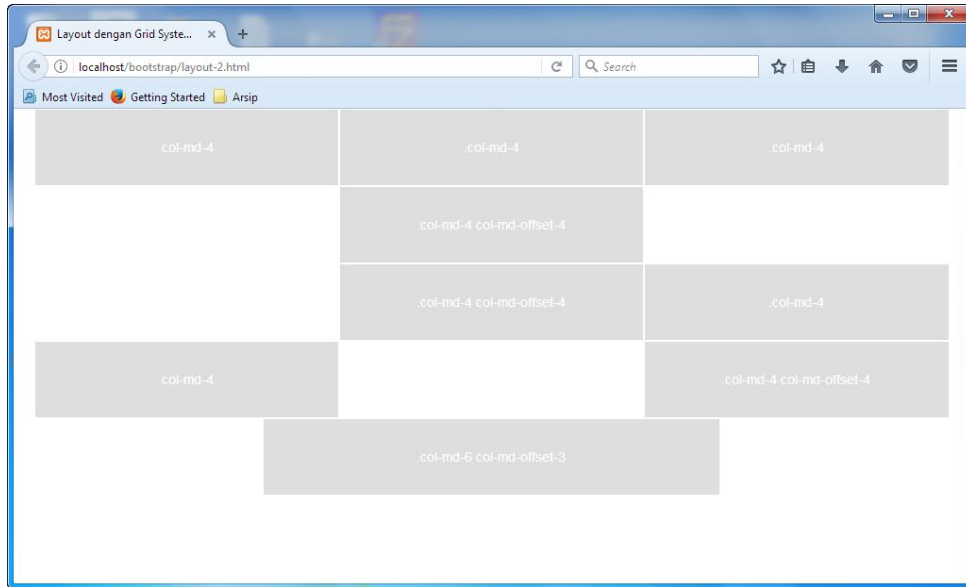 Layout dengan Grid Syste...
localhost/bootstrap/layout-2.html
Search
Most Visited Getting Started Arsip
.col-md-4 .col-md-4 .col-md-4
.col-md-4 col-md-offset-4
.col-md-4 col-md-offset-4 .col-md-4
.col-md-4 .col-md-4 col-md-offset-4
.col-md-6 col-md-offset-3